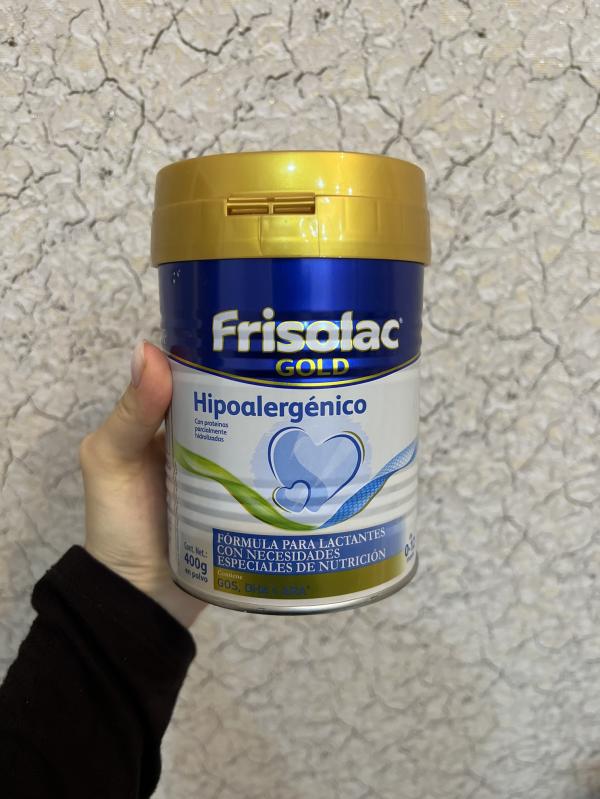 Frisolac
GOLD
Hipoalergénico
Con proteínas
parcialmente
hidrolizadas
FÓRMULA PARA LACTANTES
CON NECESIDADES
ESPECIALES DE NUTRICIÓN
Cont. Net.:
400g
en polvo
Contiene
GOS, DHA & ARA*